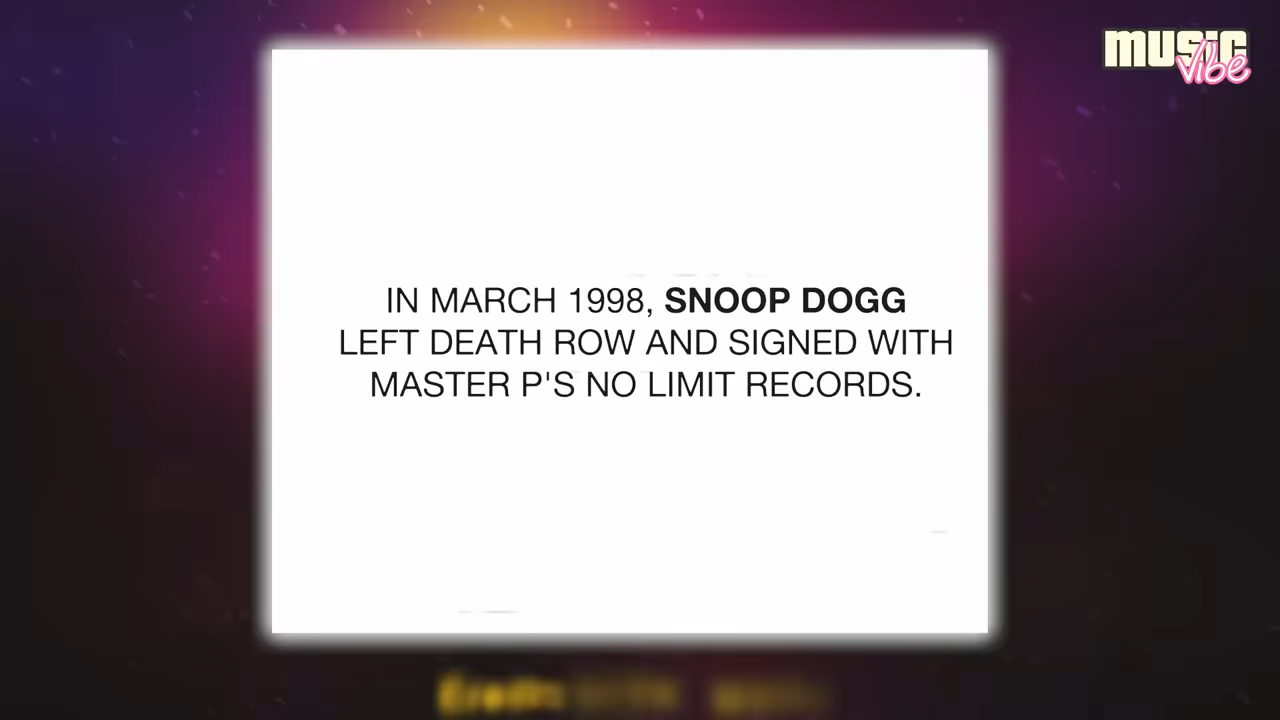 MUSIC
Vibe
IN MARCH 1998, SNOOP DOGG
LEFT DEATH ROW AND SIGNED WITH
MASTER P'S NO LIMIT RECORDS.